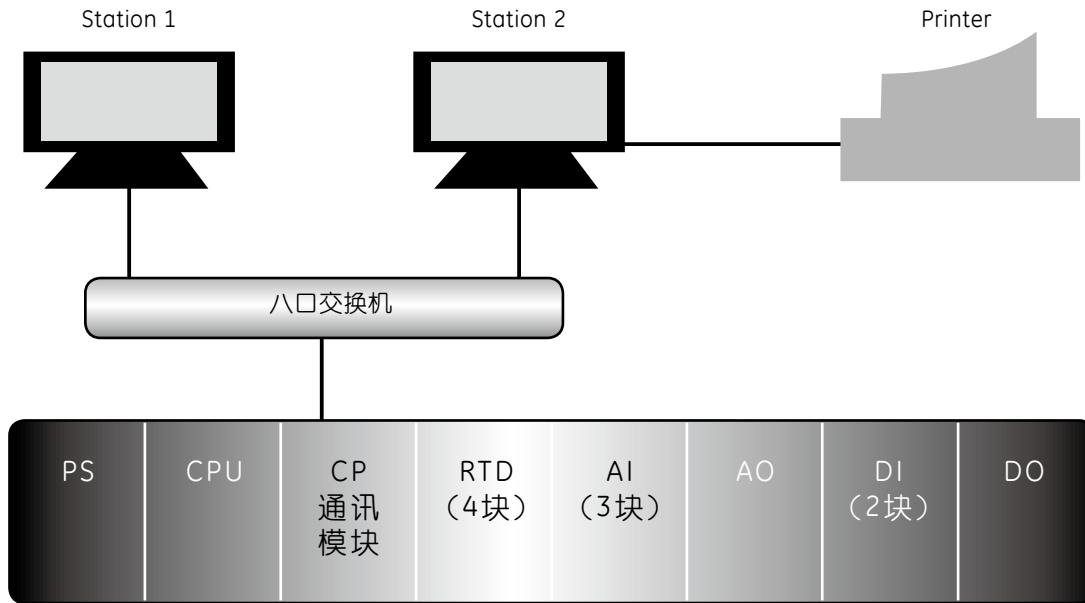 Station 1
Station 2
Printer
八口交换机
PS
CPU
CP
通讯
模块
RTD
（4块）
AI
（3块）
AO
DI
（2块）
DO